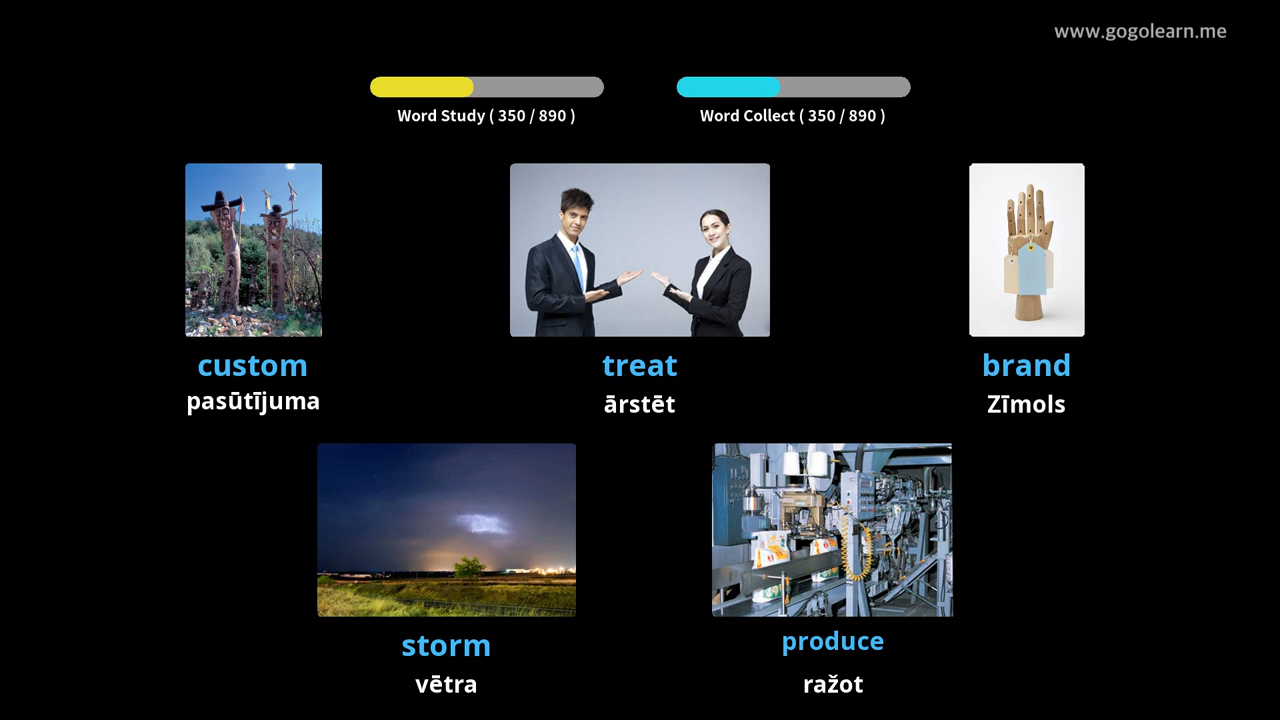 www.gogolearn.me
Word Study ( 350 / 890 )
Word Collect ( 350 / 890 )
custom
pasūtījuma
treat
ārstēt
brand
Zīmols
storm
vētra
produce
ražot